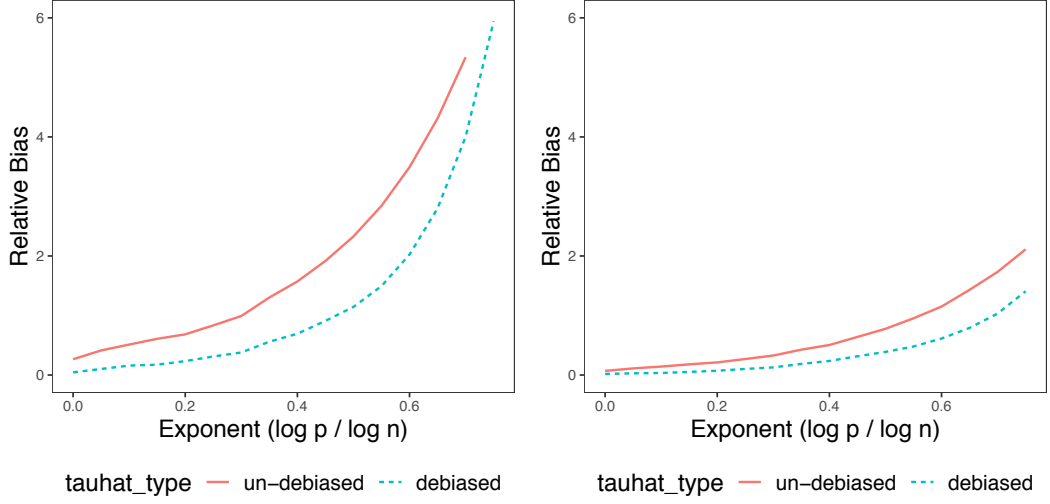 6
4
2
0
Relative Bias
0.0 0.2 0.4 0.6
Exponent (log p / log n)
tauhat_type un−debiased debiased
6
4
2
0
Relative Bias
0.0 0.2 0.4 0.6
Exponent (log p / log n)
tauhat_type un−debiased debiased